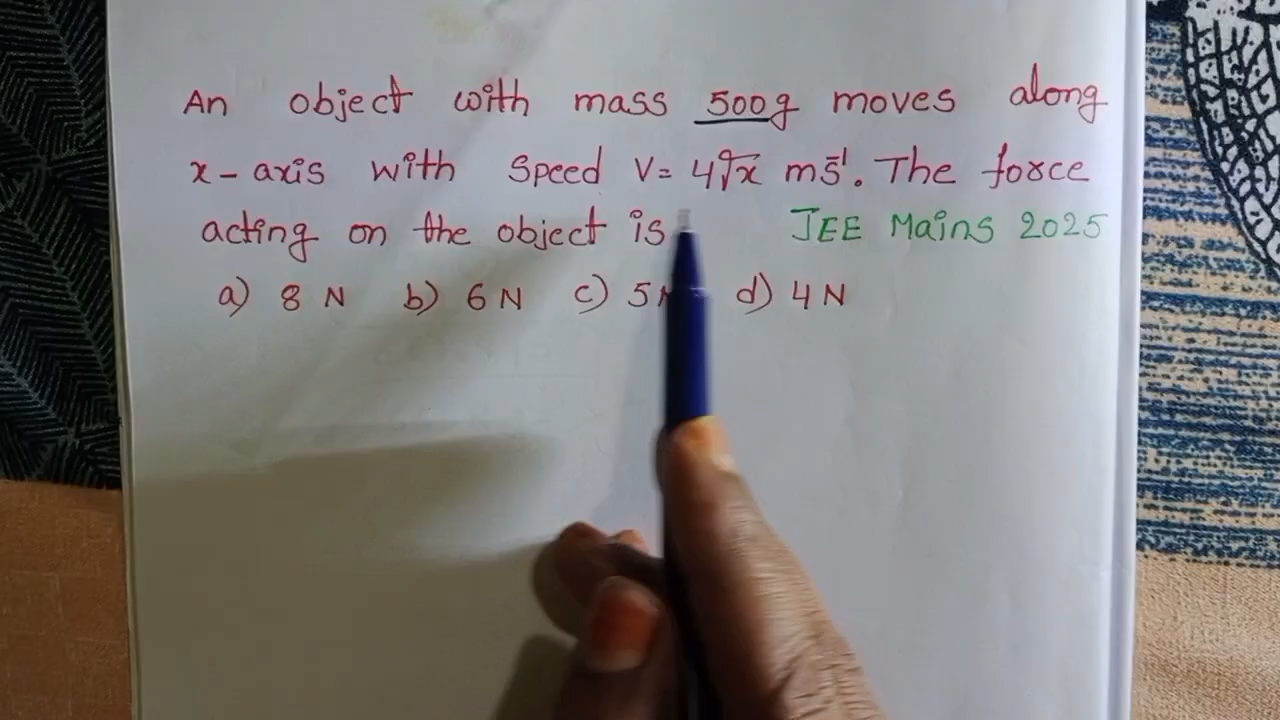 An object with mass 500g moves along
x-axis with speed V= 4√x ms⁻¹. The force
acting on the object is JEE Mains 2025
a) 8 N b) 6 N c) 5N d) 4 N